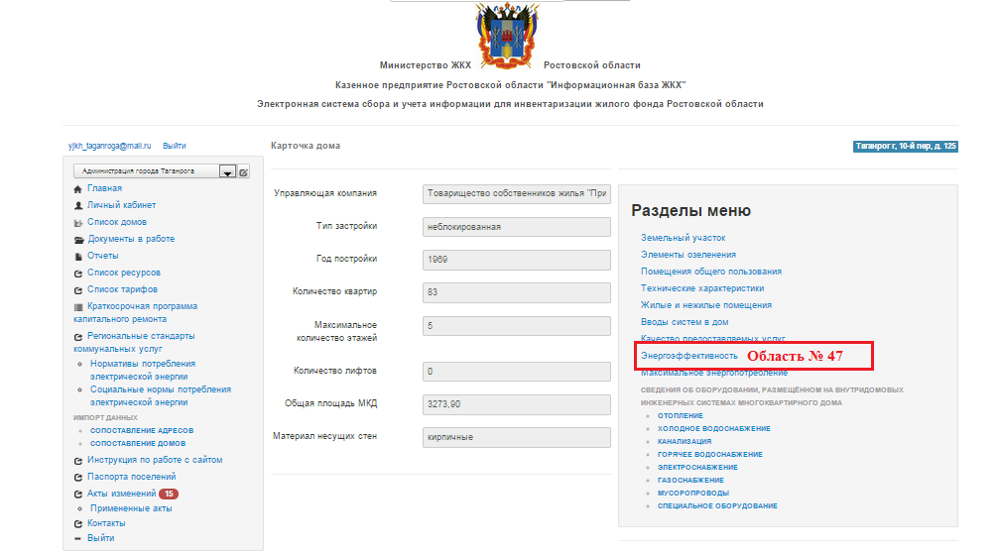 Министерство ЖКХ Ростовской области
Казенное предприятие Ростовской области "Информационная база ЖКХ"
Электронная система сбора и учета информации для инвентаризации жилого фонда Ростовской области
yjkh_taganroga@mail.ru Выйти
Администрация города Таганрога
Главная
Личный кабинет
Список домов
Документы в работе
Отчеты
Список ресурсов
Список тарифов
Краткосрочная программа
капитального ремонта
Региональные стандарты
коммунальных услуг
Нормативы потребления
электрической энергии
Социальные нормы потребления
электрической энергии
ИМПОРТ ДАННЫХ
СОПОСТАВЛЕНИЕ АДРЕСОВ
СОПОСТАВЛЕНИЕ ДОМОВ
Инструкция по работе с сайтом
Паспорта поселений
Акты изменений 15
Примененные акты
Контакты
Выйти
Карточка дома
Таганрог г, 10-й пер, д. 125
Управляющая компания Товарищество собственников жилья "При
Тип застройки неблокированная
Год постройки 1969
Количество квартир 83
Максимальное
количество этажей 5
Количество лифтов 0
Общая площадь МКД 3273,90
Материал несущих стен кирпичные
Разделы меню
Земельный участок
Элементы озеленения
Помещения общего пользования
Технические характеристики
Жилые и нежилые помещения
Вводы систем в дом
Качество предоставляемых услуг
Энергоэффективность Область № 47
Максимальное энергопотребление
СВЕДЕНИЯ ОБ ОБОРУДОВАНИИ, РАЗМЕЩЁННОМ НА ВНУТРИДОМОВЫХ
ИНЖЕНЕРНЫХ СИСТЕМАХ МНОГОКВАРТИРНОГО ДОМА
ОТОПЛЕНИЕ
ХОЛОДНОЕ ВОДОСНАБЖЕНИЕ
КАНАЛИЗАЦИЯ
ГОРЯЧЕЕ ВОДОСНАБЖЕНИЕ
ЭЛЕКТРОСНАБЖЕНИЕ
ГАЗОСНАБЖЕНИЕ
МУСОРОПРОВОДЫ
СПЕЦИАЛЬНОЕ ОБОРУДОВАНИЕ